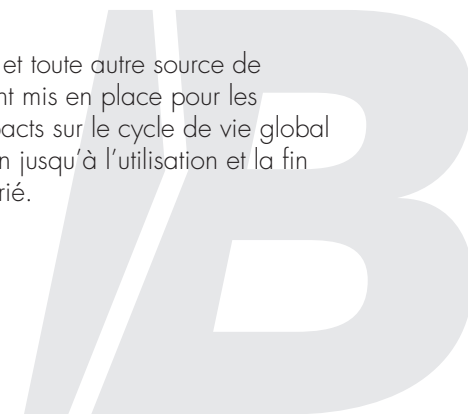 et toute autre source de
nt mis en place pour les
pacts sur le cycle de vie global
n jusqu’à l’utilisation et la fin
rié.
B